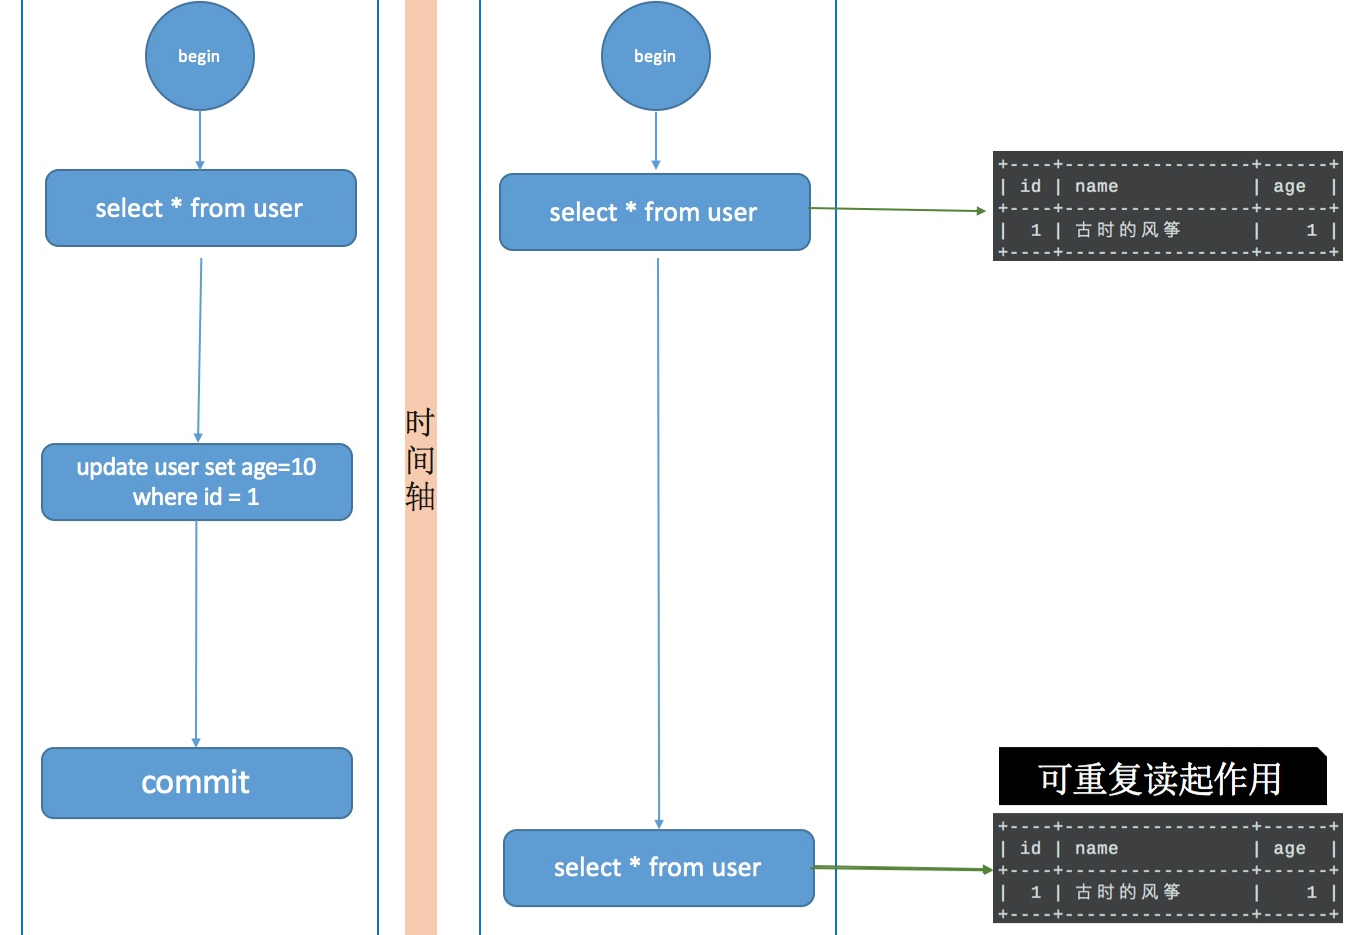 begin
begin
select * from user
select * from user
+----+-----------------+------+
| id | name | age |
+----+-----------------+------+
| 1 | 古时的风筝 | 1 |
+----+-----------------+------+
时间轴
update user set age=10
where id = 1
commit
可重复读起作用
select * from user
+----+-----------------+------+
| id | name | age |
+----+-----------------+------+
| 1 | 古时的风筝 | 1 |
+----+-----------------+------+